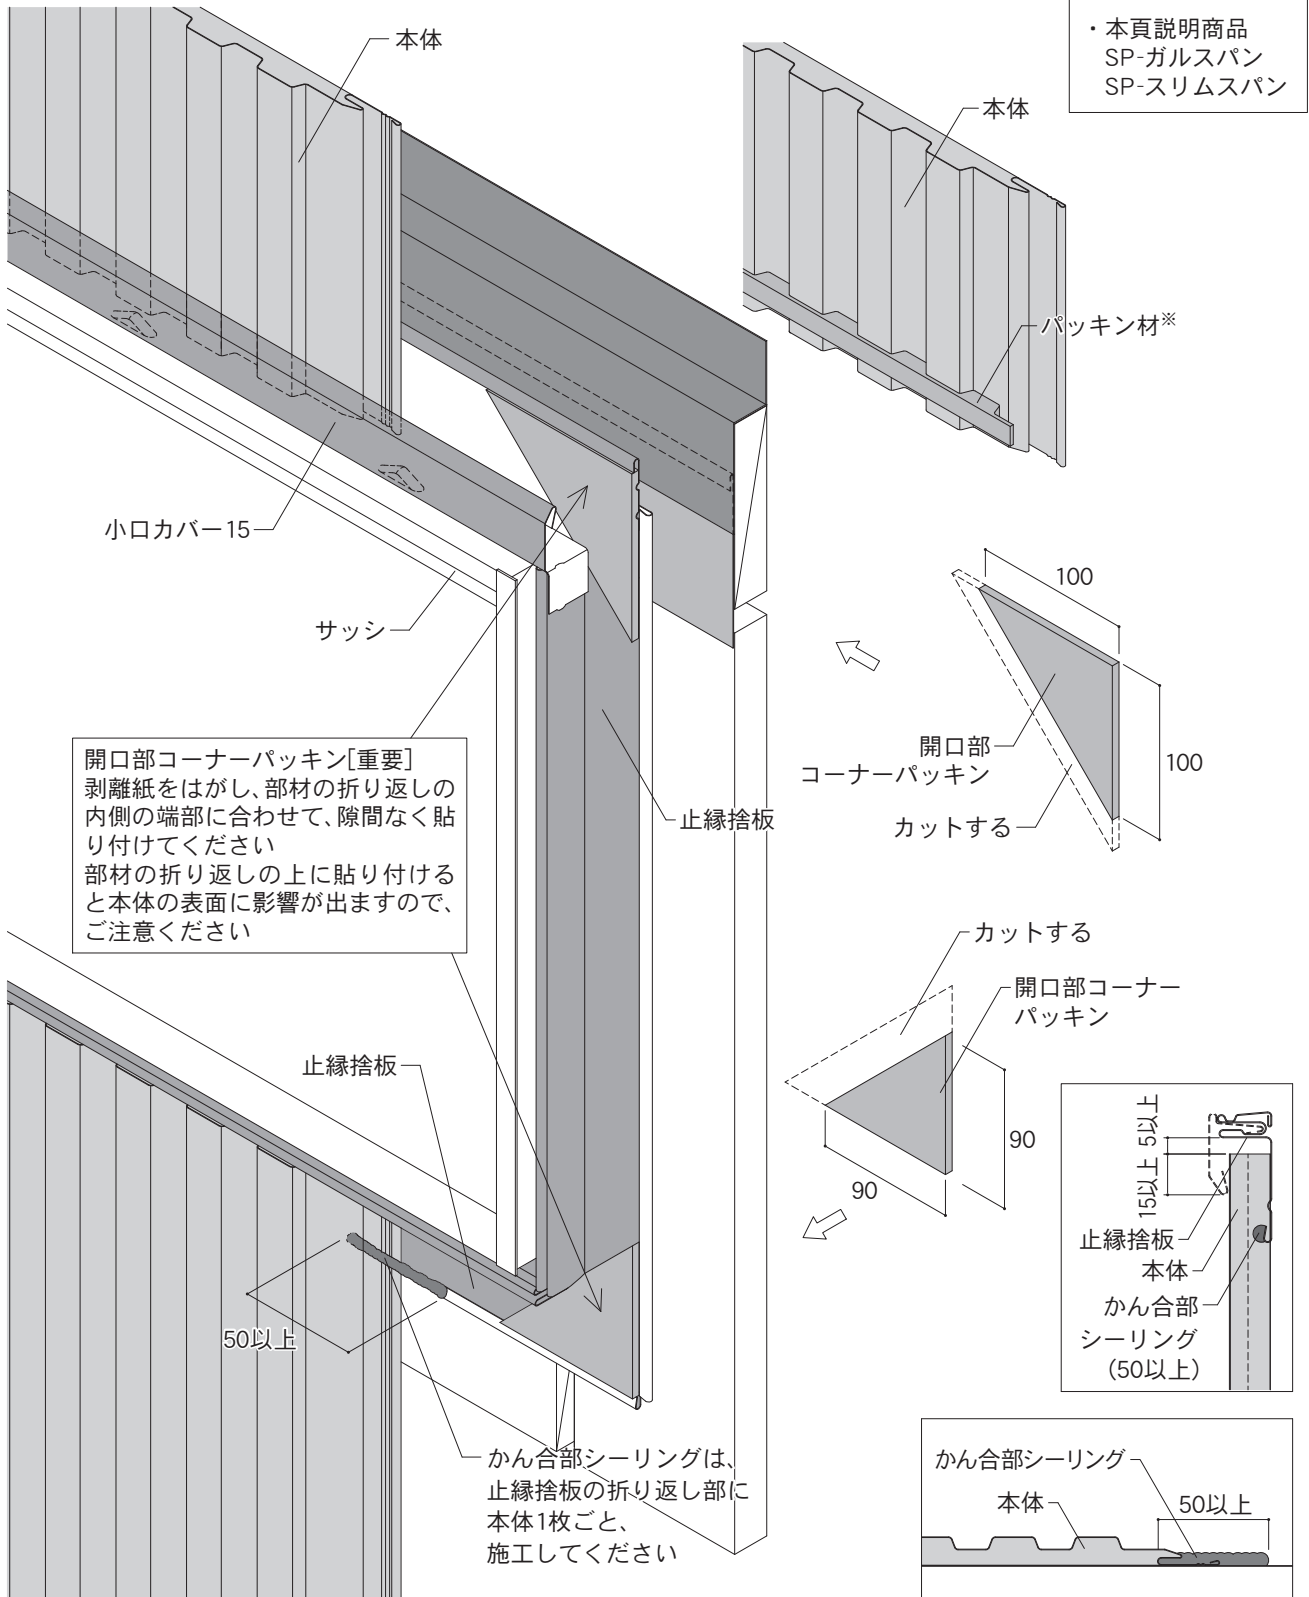 ・本頁説明商品
SP-ガルスパン
SP-スリムスパン
本体
本体
パッキン材※
小口カバー15
サッシ
100
100
開口部
コーナーパッキン
カットする
開口部コーナーパッキン[重要]
剥離紙をはがし、部材の折り返しの
内側の端部に合わせて、隙間なく貼
り付けてください
部材の折り返しの上に貼り付ける
と本体の表面に影響が出ますので、
ご注意ください
止縁捨板
カットする
開口部コーナー
パッキン
90
90
止縁捨板
50以上
かん合部シーリングは、
止縁捨板の折り返し部に
本体1枚ごと、
施工してください
5以上
15以上
止縁捨板
本体
かん合部
シーリング
(50以上)
かん合部シーリング
本体
50以上